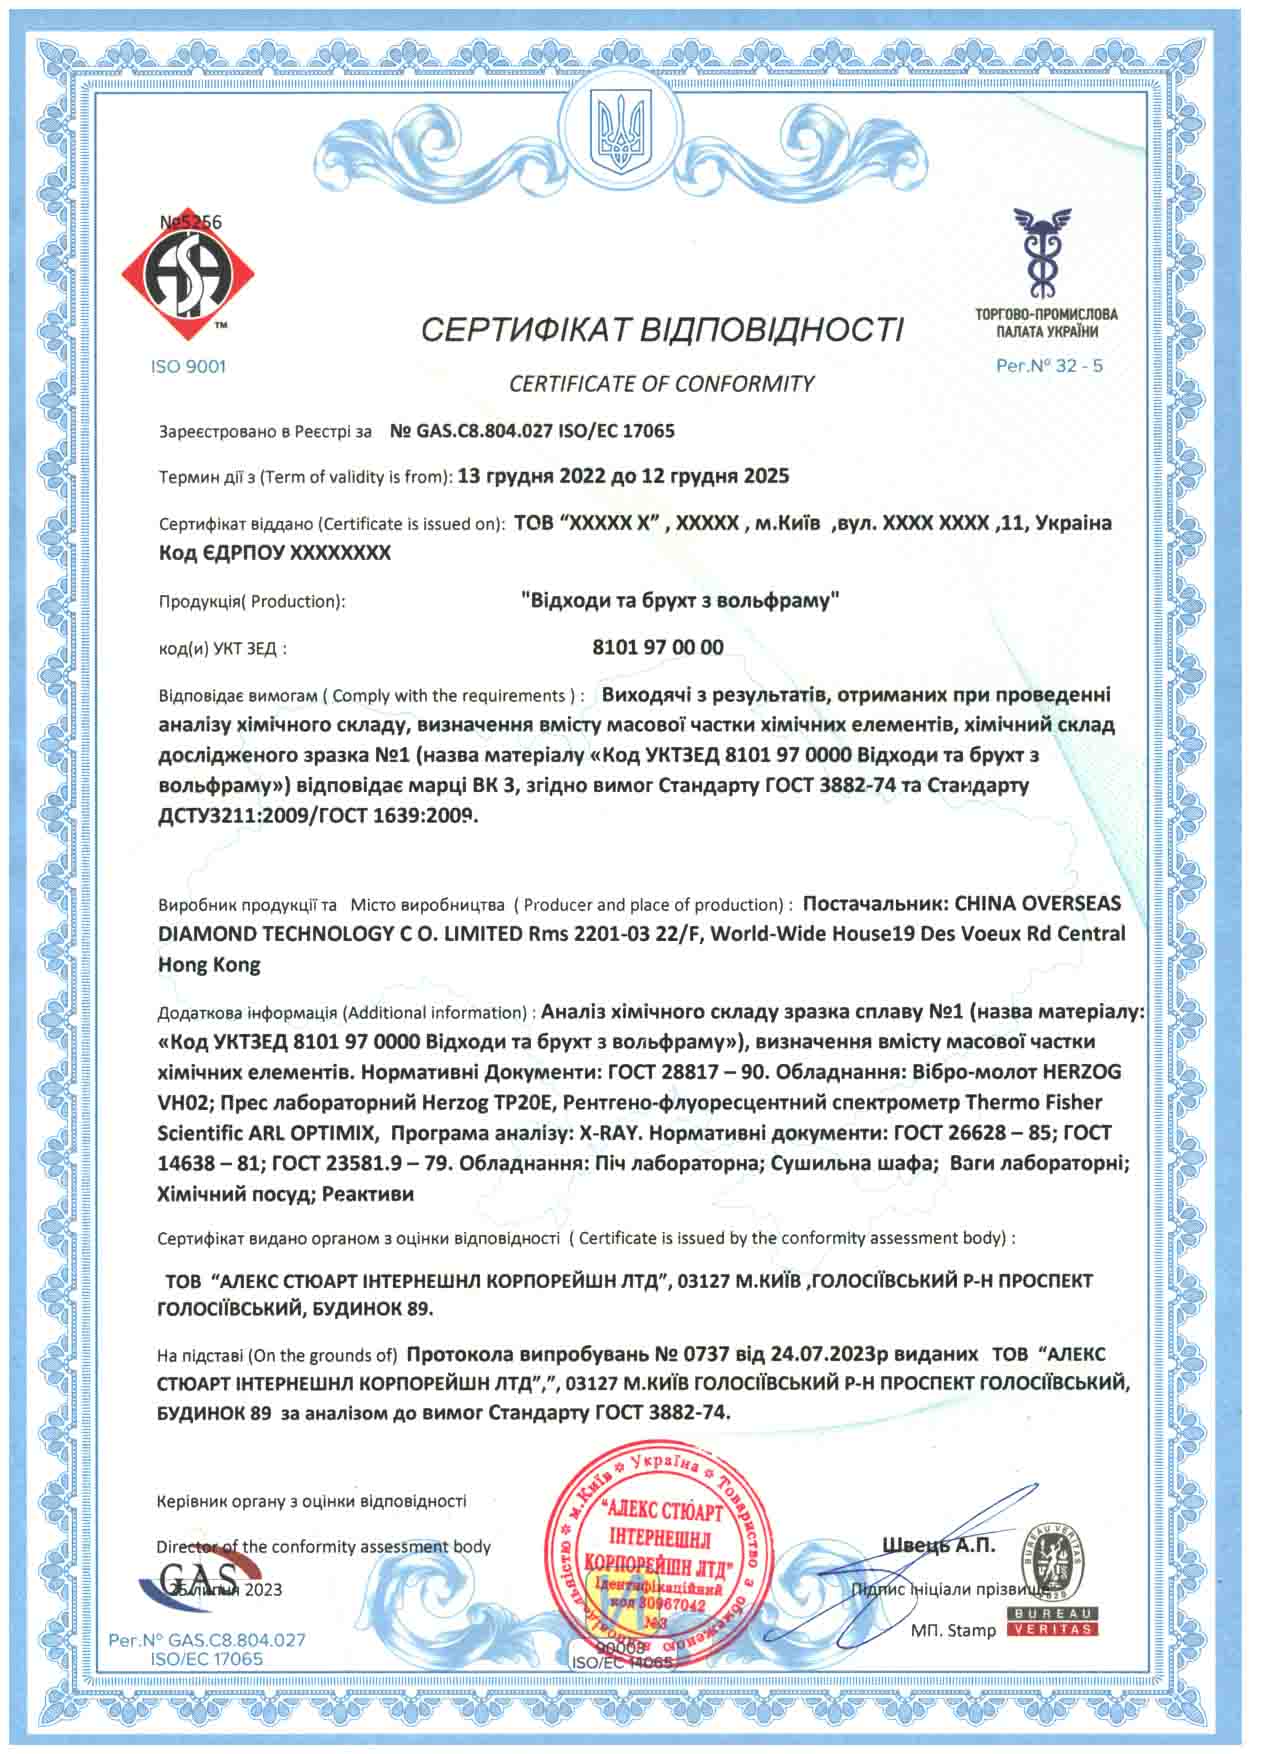 №5256
TM
ISO 9001
ТОРГОВО-ПРОМИСЛОВА
ПАЛАТА УКРАЇНИ
Рег.№ 32 - 5
СЕРТИФІКАТ ВІДПОВІДНОСТІ
CERTIFICATE OF CONFORMITY
Зареєстровано в Реєстрі за № GAS.C8.804.027 ISO/EC 17065
Термин дії з (Term of validity is from): 13 грудня 2022 до 12 грудня 2025
Сертифікат віддано (Certificate is issued on): ТОВ "XXXXX X" , XXXXX , м.Київ ,вул. XXXX XXXX ,11, Украіна
Код ЄДРПОУ XXXXXXXX
Продукція( Production): "Відходи та брухт з вольфраму"
код(и) УКТ ЗЕД : 8101 97 00 00
Відповідає вимогам ( Comply with the requirements ) : Виходячі з результатів, отриманих при проведенні
аналізу хімічного складу, визначення вмісту масової частки хімічних елементів, хімічний склад
дослідженого зразка №1 (назва матеріалу «Код УКТЗЕД 8101 97 0000 Відходи та брухт з
вольфраму») відповідає марці ВК 3, згідно вимог Стандарту ГОСТ 3882-74 та Стандарту
ДСТУ3211:2009/ГОСТ 1639:2009.
Виробник продукції та Місто виробництва ( Producer and place of production) : Постачальник: CHINA OVERSEAS
DIAMOND TECHNOLOGY C O. LIMITED Rms 2201-03 22/F, World-Wide House19 Des Voeux Rd Central
Hong Kong
Додаткова інформація (Additional information) : Аналіз хімічного складу зразка сплаву №1 (назва матеріалу:
«Код УКТЗЕД 8101 97 0000 Відходи та брухт з вольфраму»), визначення вмісту масової частки
хімічних елементів. Нормативні Документи: ГОСТ 28817 – 90. Обладнання: Вібро-молот HERZOG
VH02; Прес лабораторний Herzog TP20E, Рентгено-флуоресцентний спектрометр Thermo Fisher
Scientific ARL OPTIMIX, Програма аналізу: X-RAY. Нормативні документи: ГОСТ 26628 – 85; ГОСТ
14638 – 81; ГОСТ 23581.9 – 79. Обладнання: Піч лабораторна; Сушильна шафа; Ваги лабораторні;
Хімічний посуд; Реактиви
Сертифікат видано органом з оцінки відповідності ( Certificate is issued by the conformity assessment body) :
ТОВ "АЛЕКС СТЮАРТ ІНТЕРНЕШНЛ КОРПОРЕЙШН ЛТД", 03127 М.КИЇВ ,ГОЛОСІЇВСЬКИЙ Р-Н ПРОСПЕКТ
ГОЛОСІЇВСЬКИЙ, БУДИНОК 89.
На підставі (On the grounds of) Протокола випробувань № 0737 від 24.07.2023р виданих ТОВ "АЛЕКС
СТЮАРТ ІНТЕРНЕШНЛ КОРПОРЕЙШН ЛТД",", 03127 М.КИЇВ ГОЛОСІЇВСЬКИЙ Р-Н ПРОСПЕКТ ГОЛОСІЇВСЬКИЙ,
БУДИНОК 89 за аналізом до вимог Стандарту ГОСТ 3882-74.
Керівник органу з оцінки відповідності
Director of the conformity assessment body
GAS
25 липня 2023
Рег.№ GAS.C8.804.027
ISO/EC 17065
м.Київ * Україна * Товариство з обмеженою відповідальністю *
"АЛЕКС СТЮАРТ
ІНТЕРНЕШНЛ
КОРПОРЕЙШН ЛТД"
Ідентифікаційний
код 30967042
№3
90003
ISO/EC 14065
Швець А.П.
Підпис ініціали прізвище
МП. Stamp
BUREAU VERITAS
1828
BUREAU
VERITAS